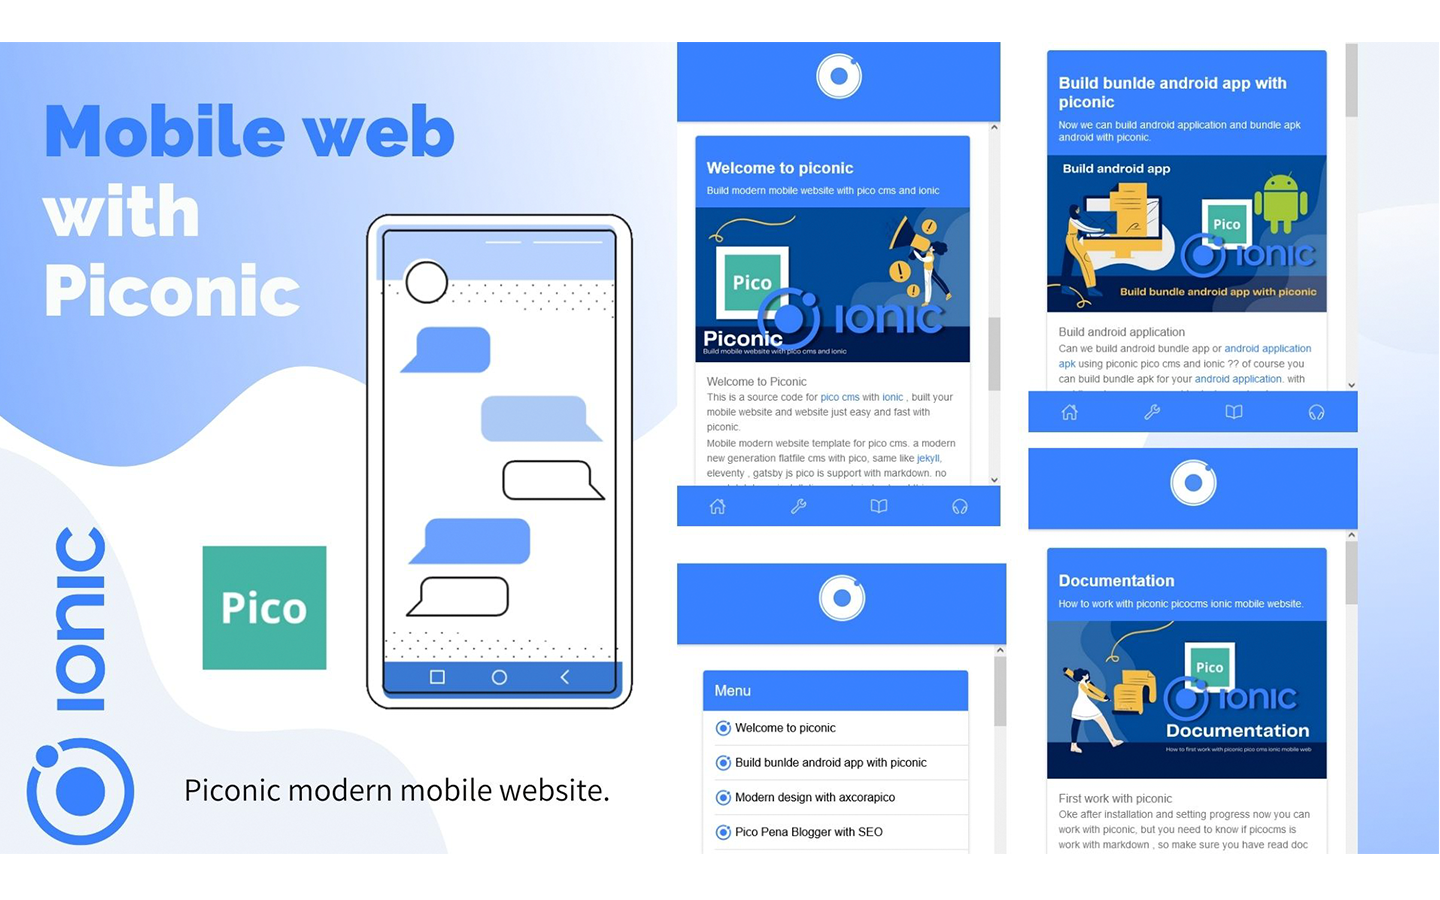 Mobile web
with
Piconic
ionic
Pico
Piconic modern mobile website.
Welcome to piconic
Build modern mobile website with pico cms and ionic
Pico
ionic
Piconic
Build mobile website with pico cms and ionic
Welcome to Piconic
This is a source code for pico cms with ionic , built your
mobile website and website just easy and fast with
piconic.
Mobile modern website template for pico cms. a modern
new generation flatfile cms with pico, same like jekyll,
eleventy , gatsby js pico is support with markdown. no
Menu
Welcome to piconic
Build bunlde android app with piconic
Modern design with axcorapico
Pico Pena Blogger with SEO
Build bunlde android app with
piconic
Now we can build android application and bundle apk
android with piconic.
Build android app
Pico
ionic
Build bundle android app with piconic
Build android application
Can we build android bundle app or android application
apk using piconic pico cms and ionic ?? of course you
can build bundle apk for your android application. with
Documentation
How to work with piconic picocms ionic mobile website.
Pico
ionic
Documentation
How to first work with piconic pico cms ionic mobile web
First work with piconic
Oke after installation and setting progress now you can
work with piconic, but you need to know if picocms is
work with markdown , so make sure you have read doc